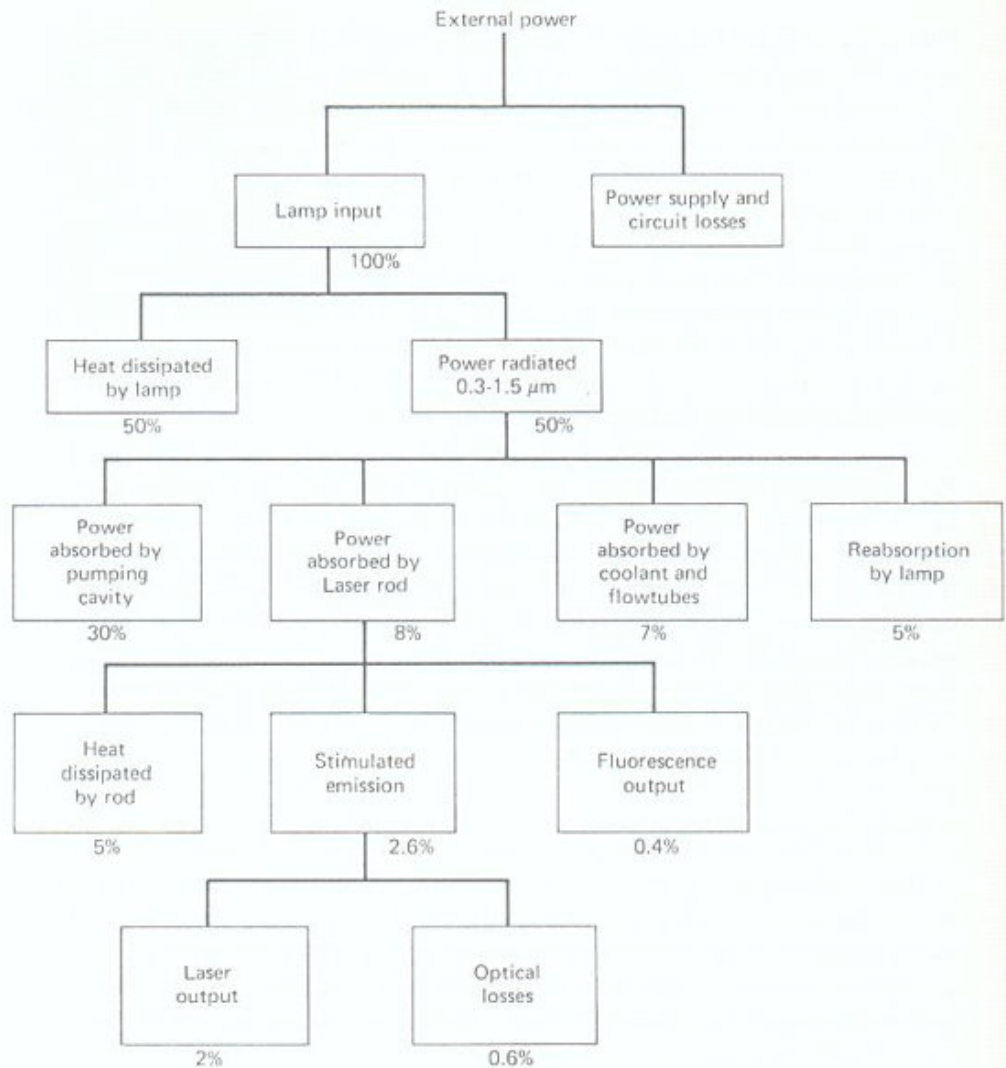 External power
Lamp input
100%
Power supply and
circuit losses
Heat dissipated
by lamp
50%
Power radiated
0.3-1.5 μm
50%
Power
absorbed by
pumping
cavity
30%
Power
absorbed by
Laser rod
8%
Power
absorbed by
coolant and
flowtubes
7%
Reabsorption
by lamp
5%
Heat
dissipated
by rod
5%
Stimulated
emission
2.6%
Fluorescence
output
0.4%
Laser
output
2%
Optical
losses
0.6%